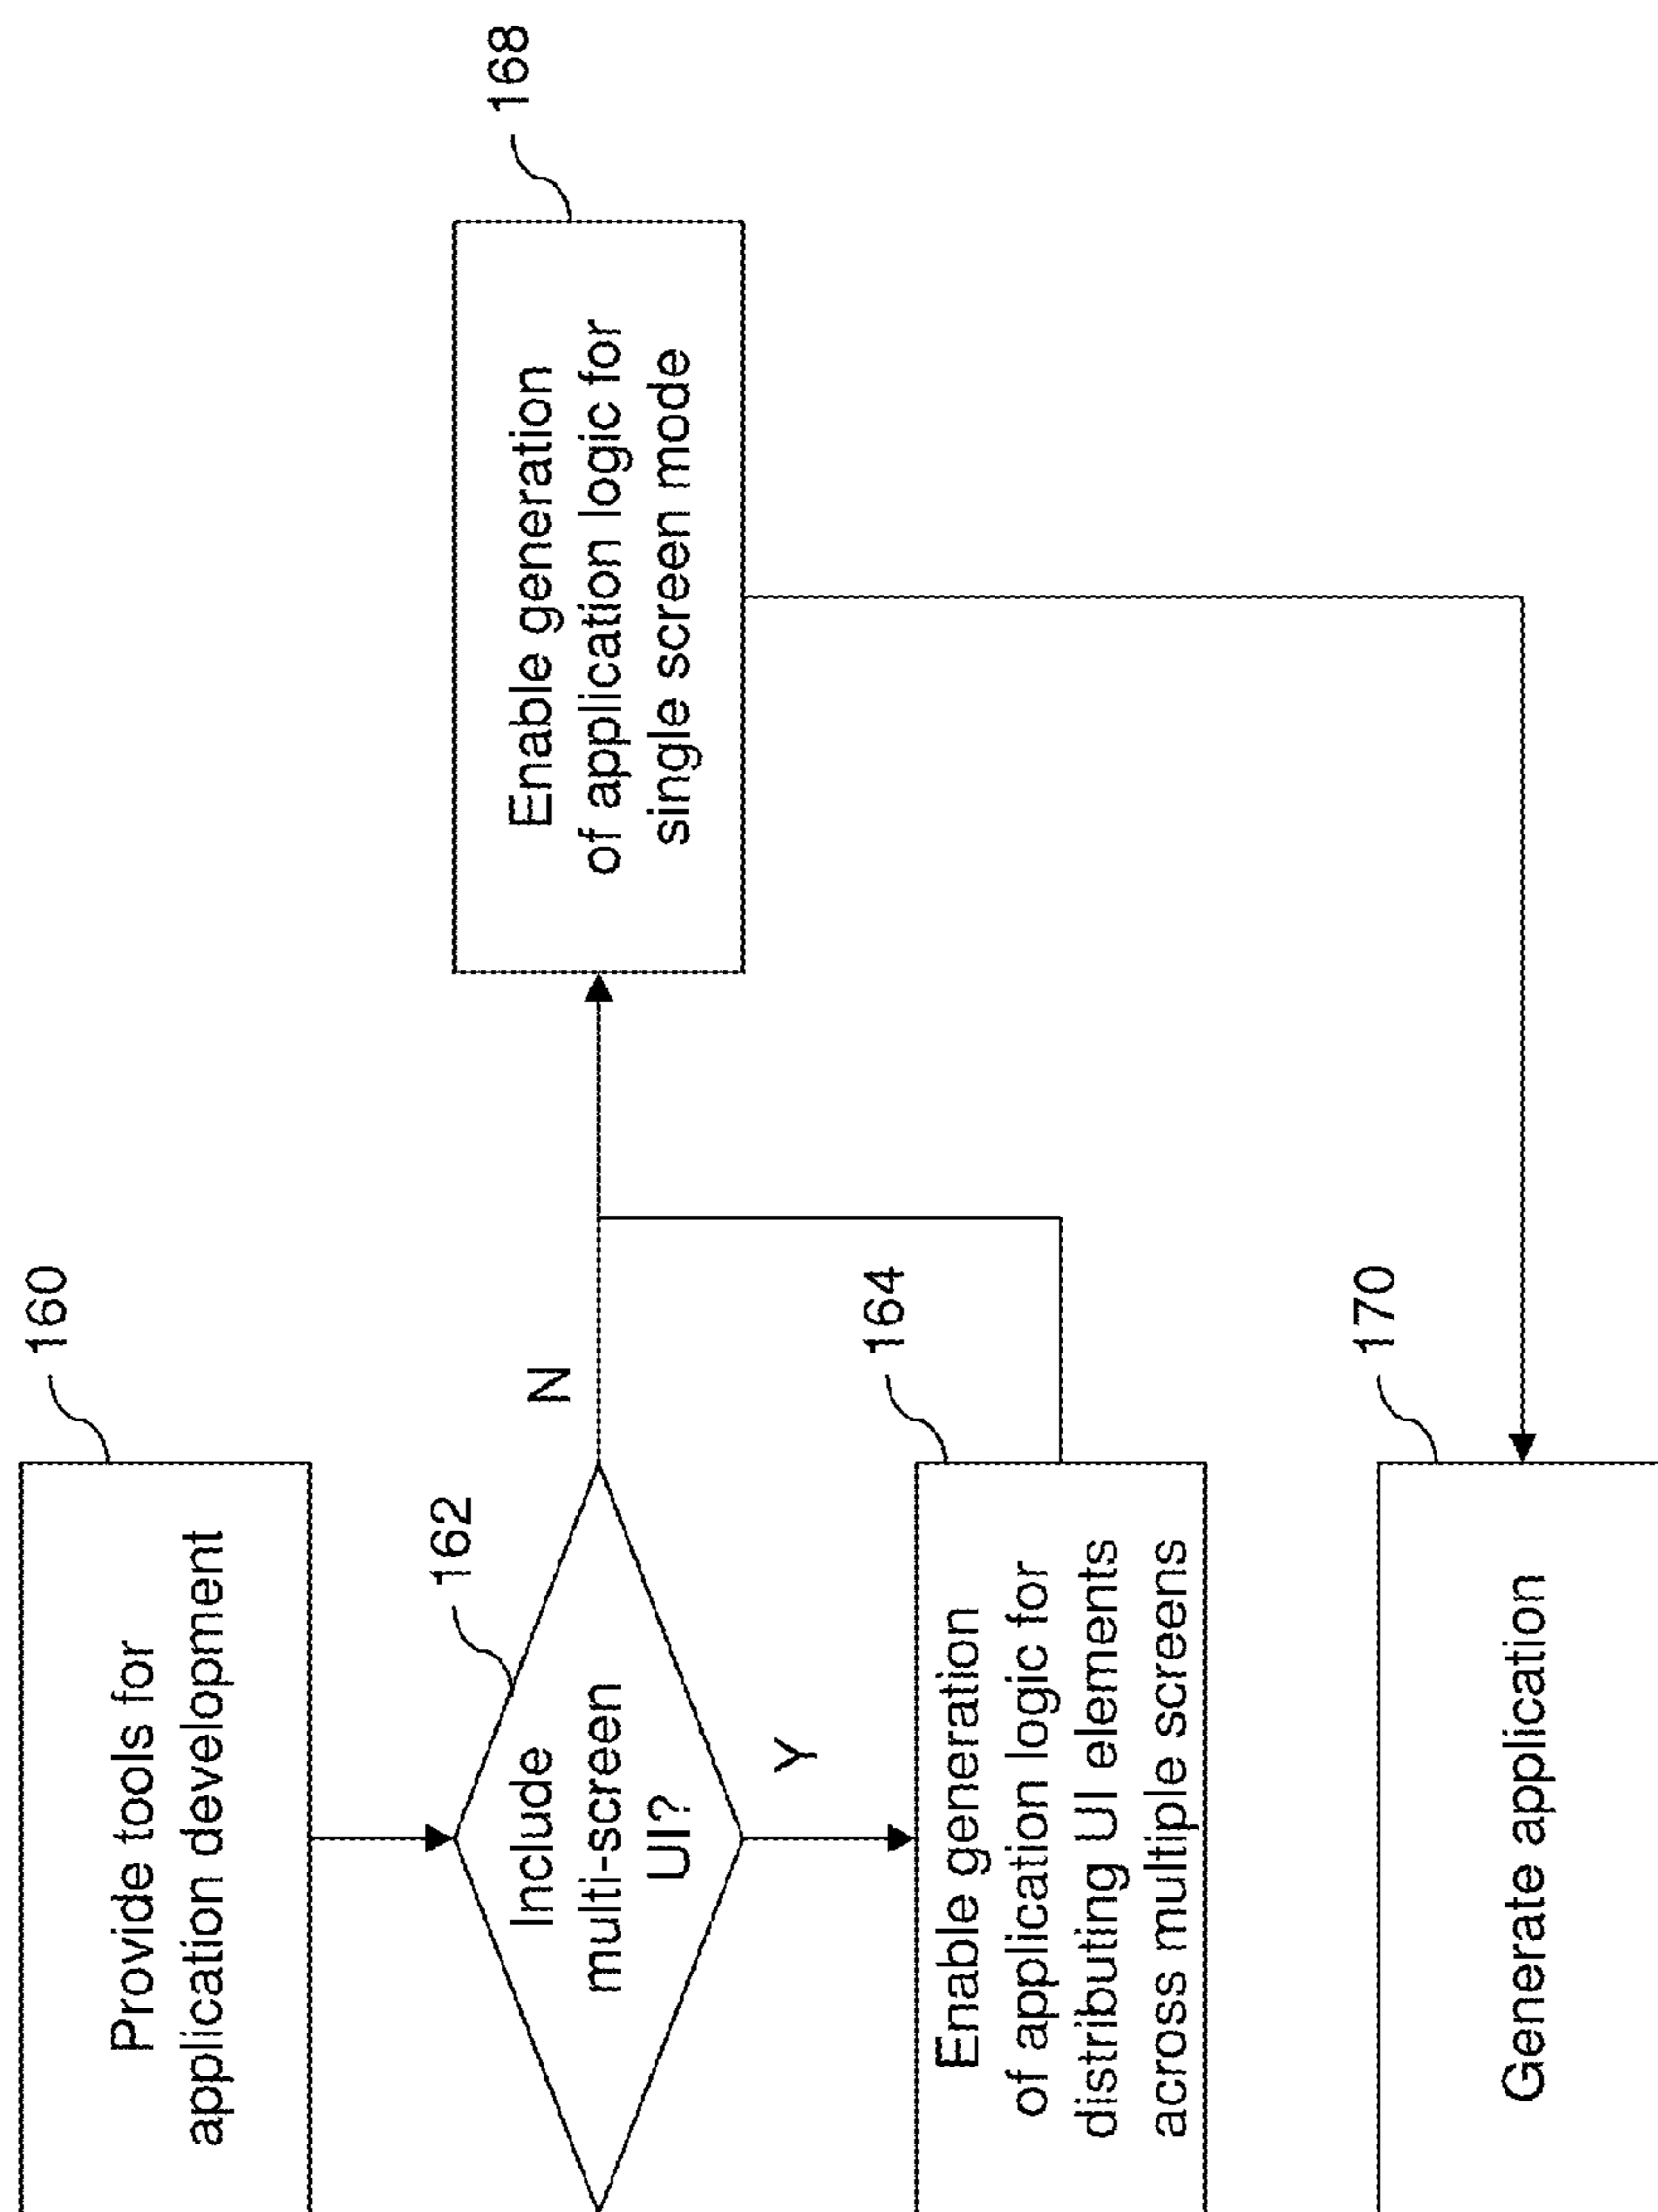 160
Provide tools for
application development
162
Include
multi-screen
UI?
N
Y
168
Enable generation
of application logic for
single screen mode
164
Enable generation
of application logic for
distributing UI elements
across multiple screens
170
Generate application